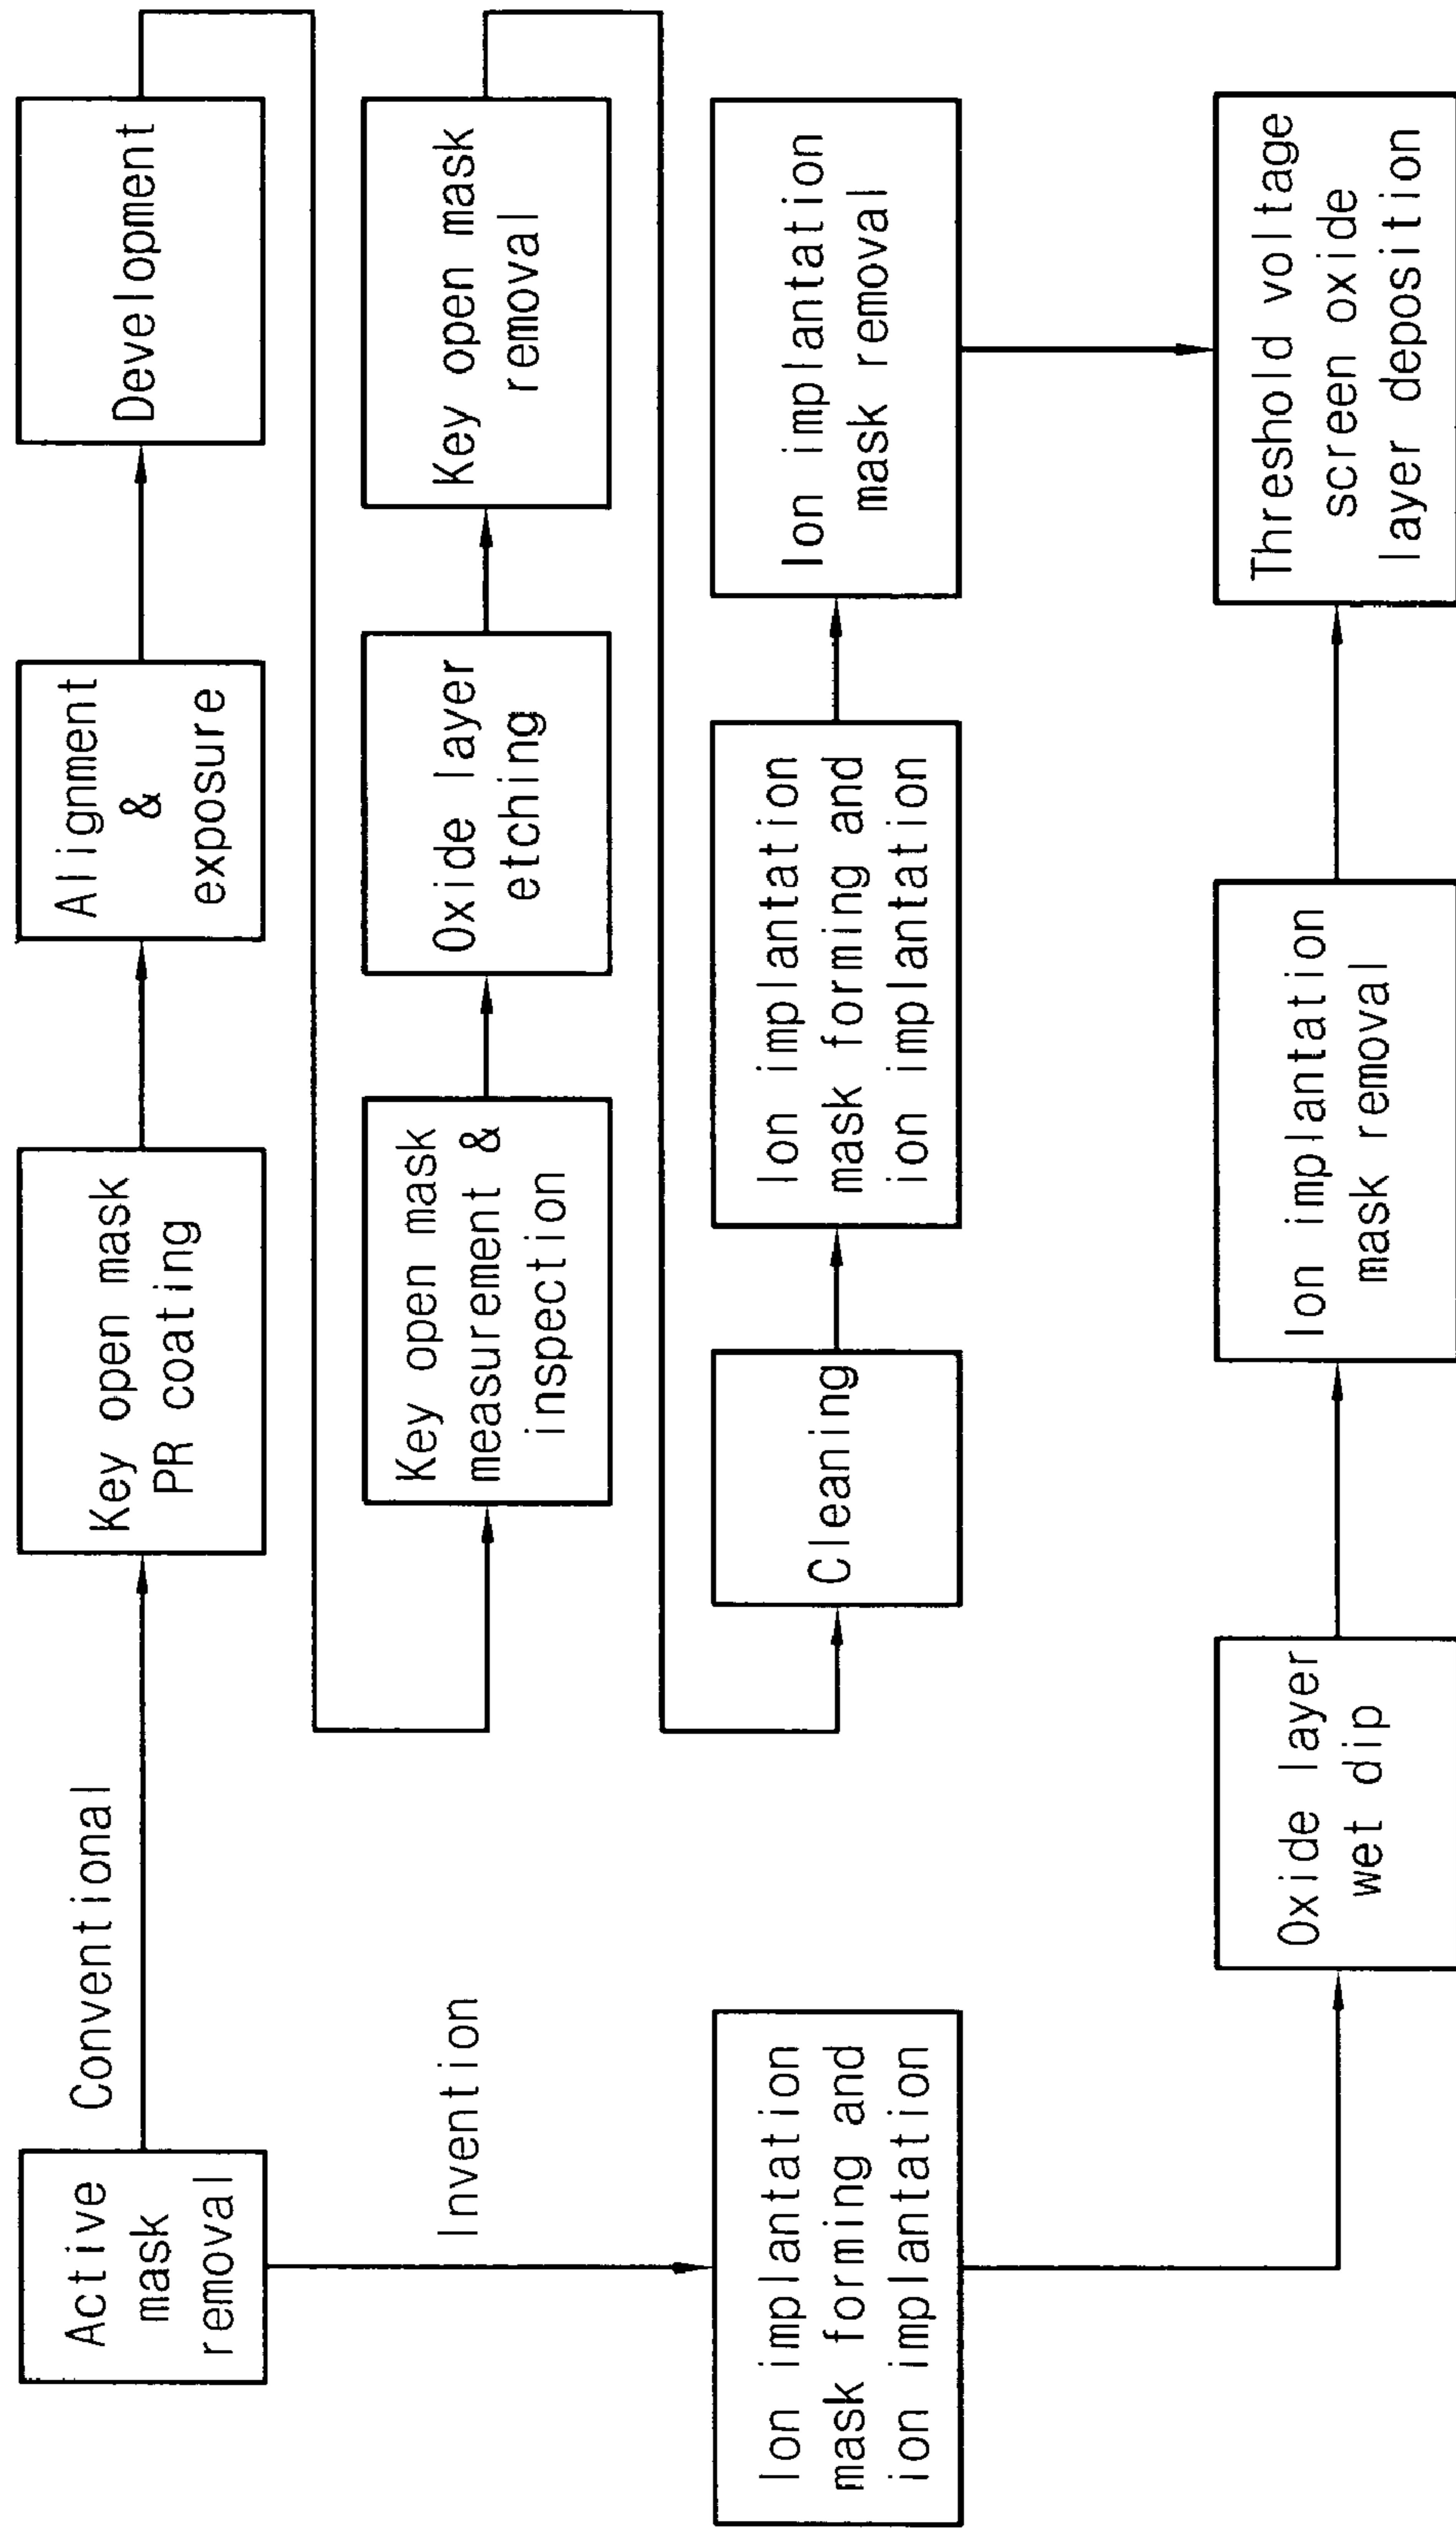 Active
mask
removal
Conventional
Key open mask
PR coating
Alignment
&
exposure
Development
Invention
Key open mask
measurement &
inspection
Oxide layer
etching
Key open mask
removal
Cleaning
Ion implantation
mask forming and
ion implantation
Ion implantation
mask removal
Ion implantation
mask forming and
ion implantation
Oxide layer
wet dip
Ion implantation
mask removal
Threshold voltage
screen oxide
layer deposition